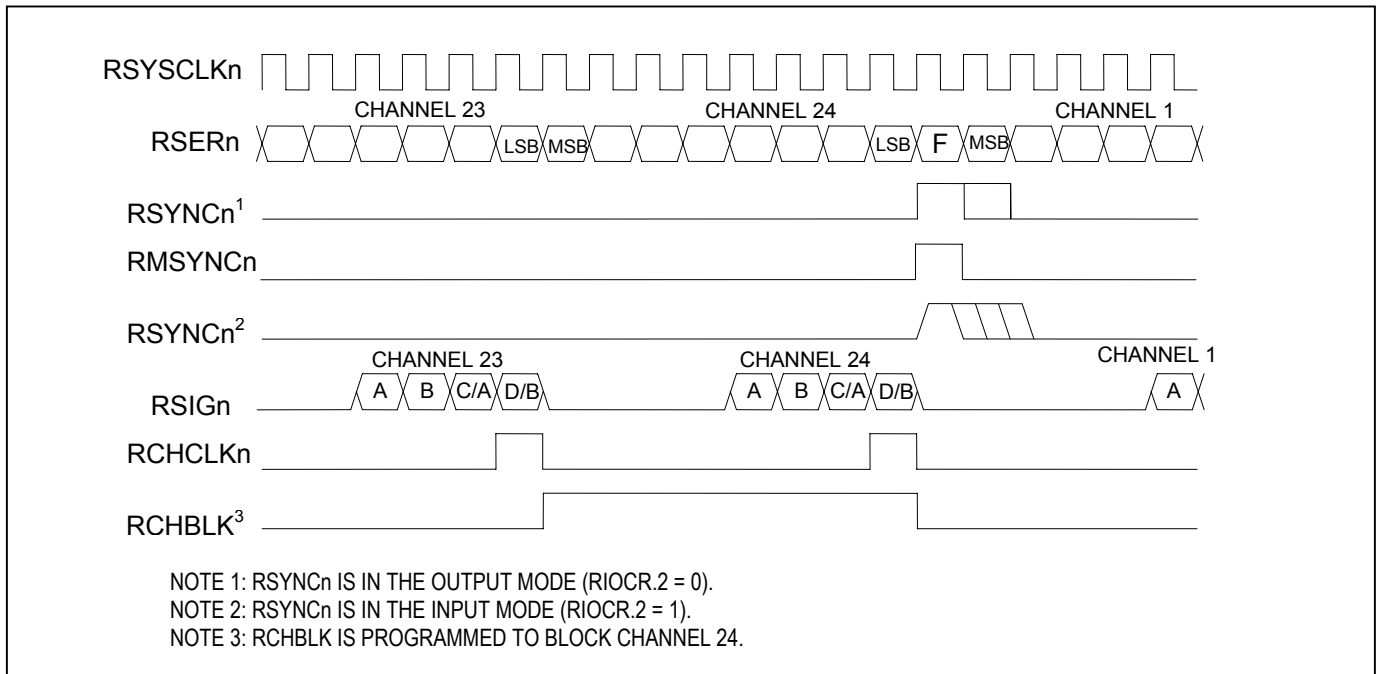 RSYSCLKn
CHANNEL 23 CHANNEL 24 CHANNEL 1
RSERn LSB MSB LSB F MSB
RSYNCn1
RMSYNCn
RSYNCn2
CHANNEL 23 CHANNEL 24 CHANNEL 1
RSIGn A B C/A D/B A B C/A D/B A
RCHCLKn
RCHBLK3
NOTE 1: RSYNCn IS IN THE OUTPUT MODE (RIOCR.2 = 0).
NOTE 2: RSYNCn IS IN THE INPUT MODE (RIOCR.2 = 1).
NOTE 3: RCHBLK IS PROGRAMMED TO BLOCK CHANNEL 24.